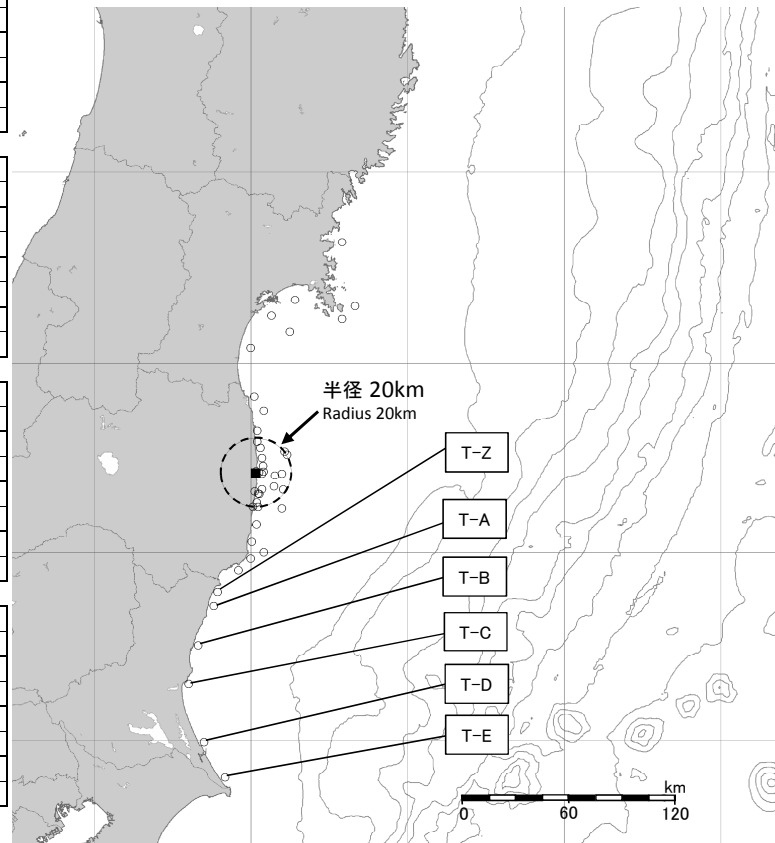 半径 20km
Radius 20km
T-Z
T-A
T-B
T-C
T-D
T-E
km
0 60 120